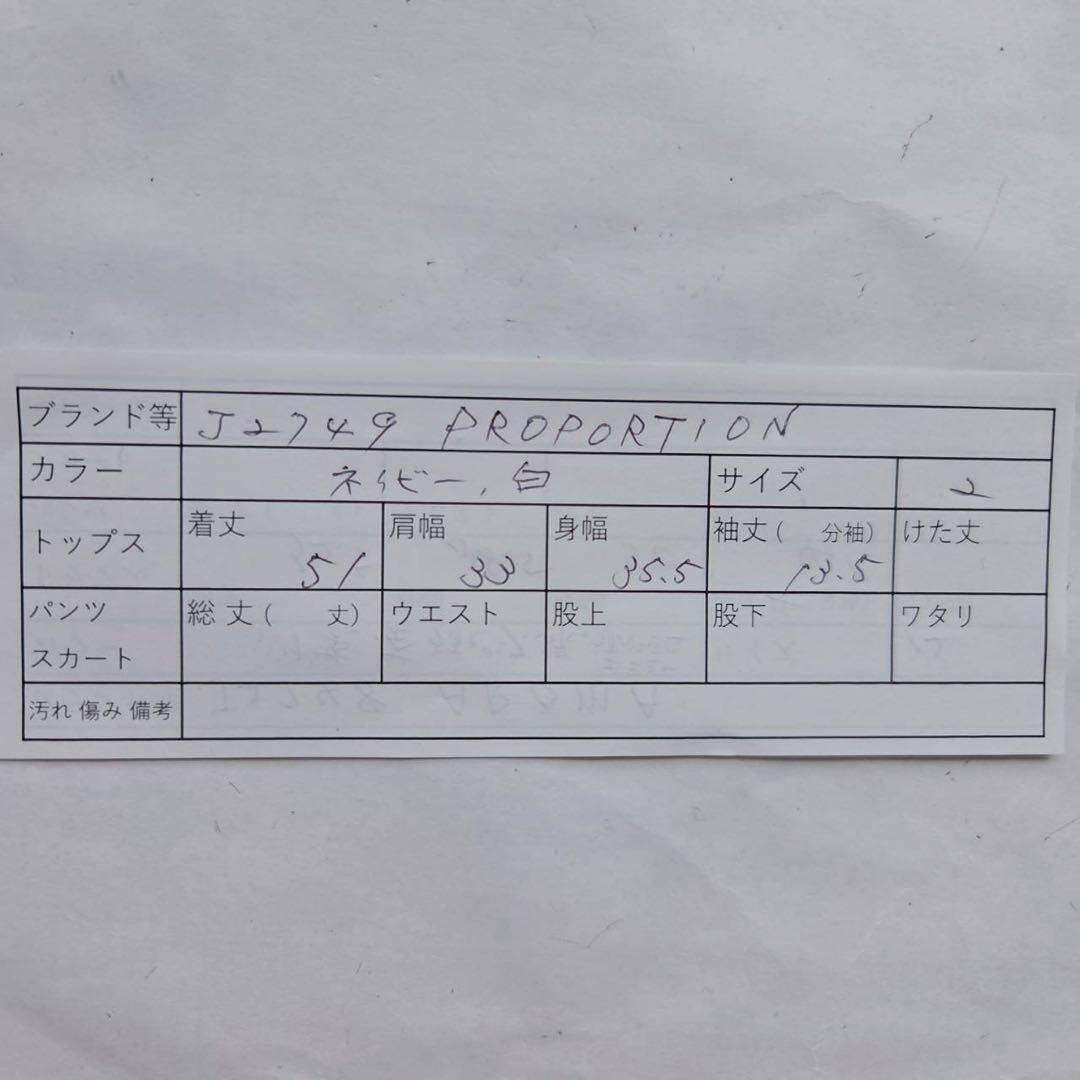 ブランド等 J2749 PROPORTION
カラー ネイビー、白 サイズ 2
トップス 着丈 51 肩幅 33 身幅 35.5 袖丈( 分袖) 13.5 けた丈
パンツ スカート 総丈( 丈) ウエスト 股上 股下 ワタリ
汚れ 傷み 備考